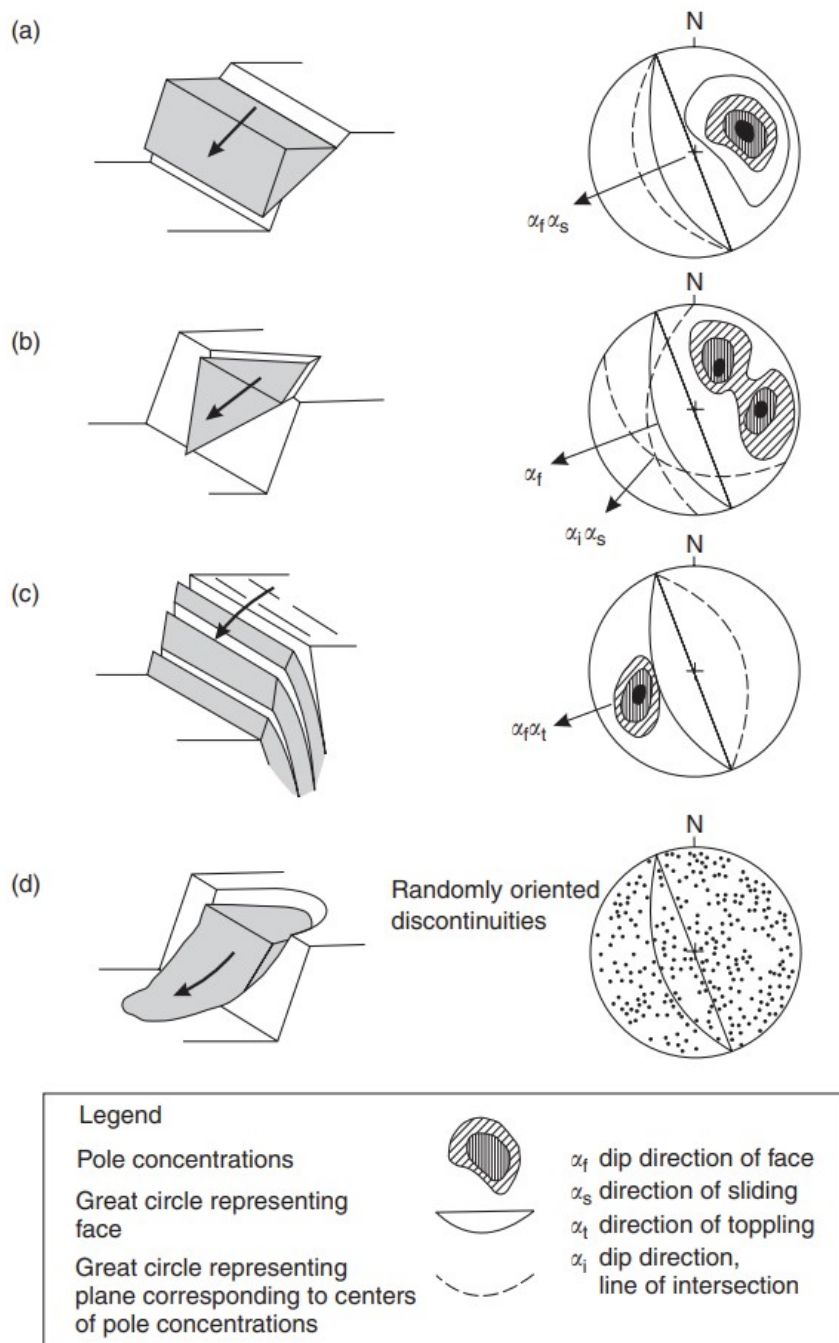 (a)
N
αf αs
(b)
N
αf
αi αs
(c)
N
αfαt
(d)
N
Randomly oriented
discontinuities
Legend
Pole concentrations
Great circle representing
face
Great circle representing
plane corresponding to centers
of pole concentrations
αf dip direction of face
αs direction of sliding
αt direction of toppling
αi dip direction,
line of intersection